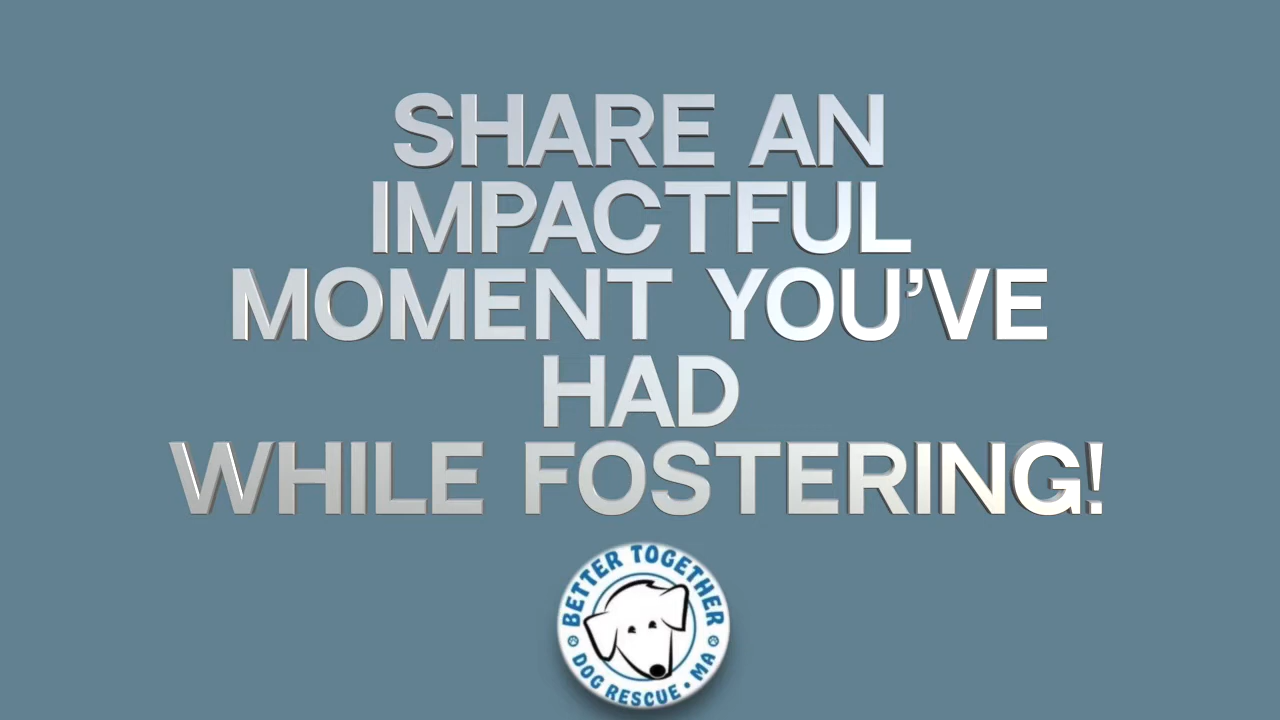 SHARE AN
IMPACTFUL
MOMENT YOU’VE
HAD
WHILE FOSTERING!
BETTER TOGETHER
DOG RESCUE • MA